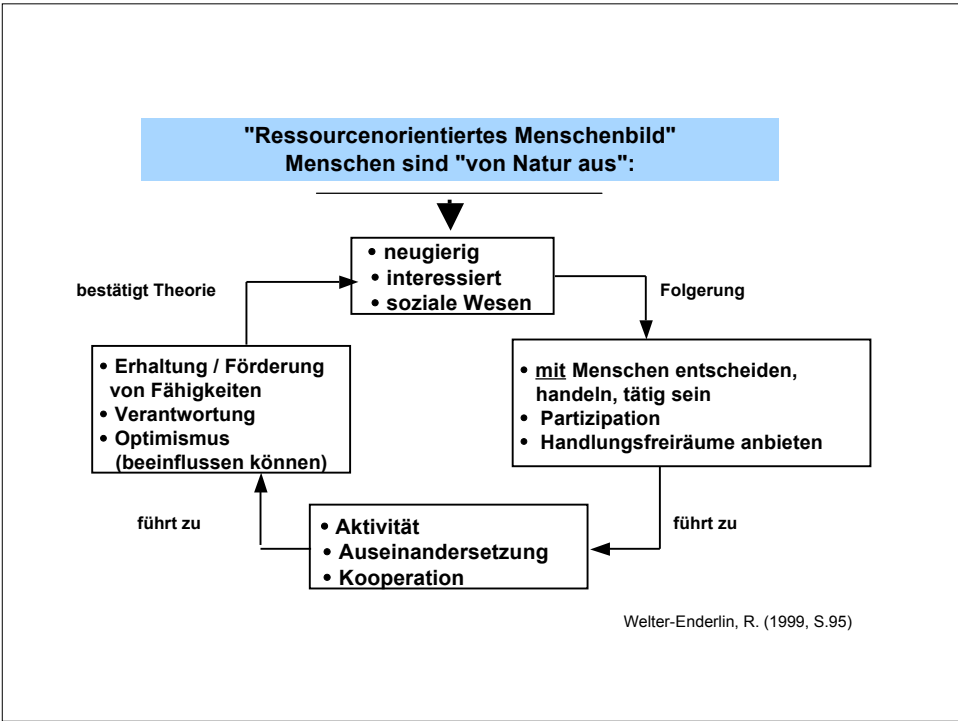 "Ressourcenorientiertes Menschenbild"
Menschen sind "von Natur aus":
• neugierig
• interessiert
• soziale Wesen
bestätigt Theorie
Folgerung
• Erhaltung / Förderung
von Fähigkeiten
• Verantwortung
• Optimismus
(beeinflussen können)
• mit Menschen entscheiden,
handeln, tätig sein
• Partizipation
• Handlungsfreiräume anbieten
führt zu
führt zu
• Aktivität
• Auseinandersetzung
• Kooperation
Welter-Enderlin, R. (1999, S.95)